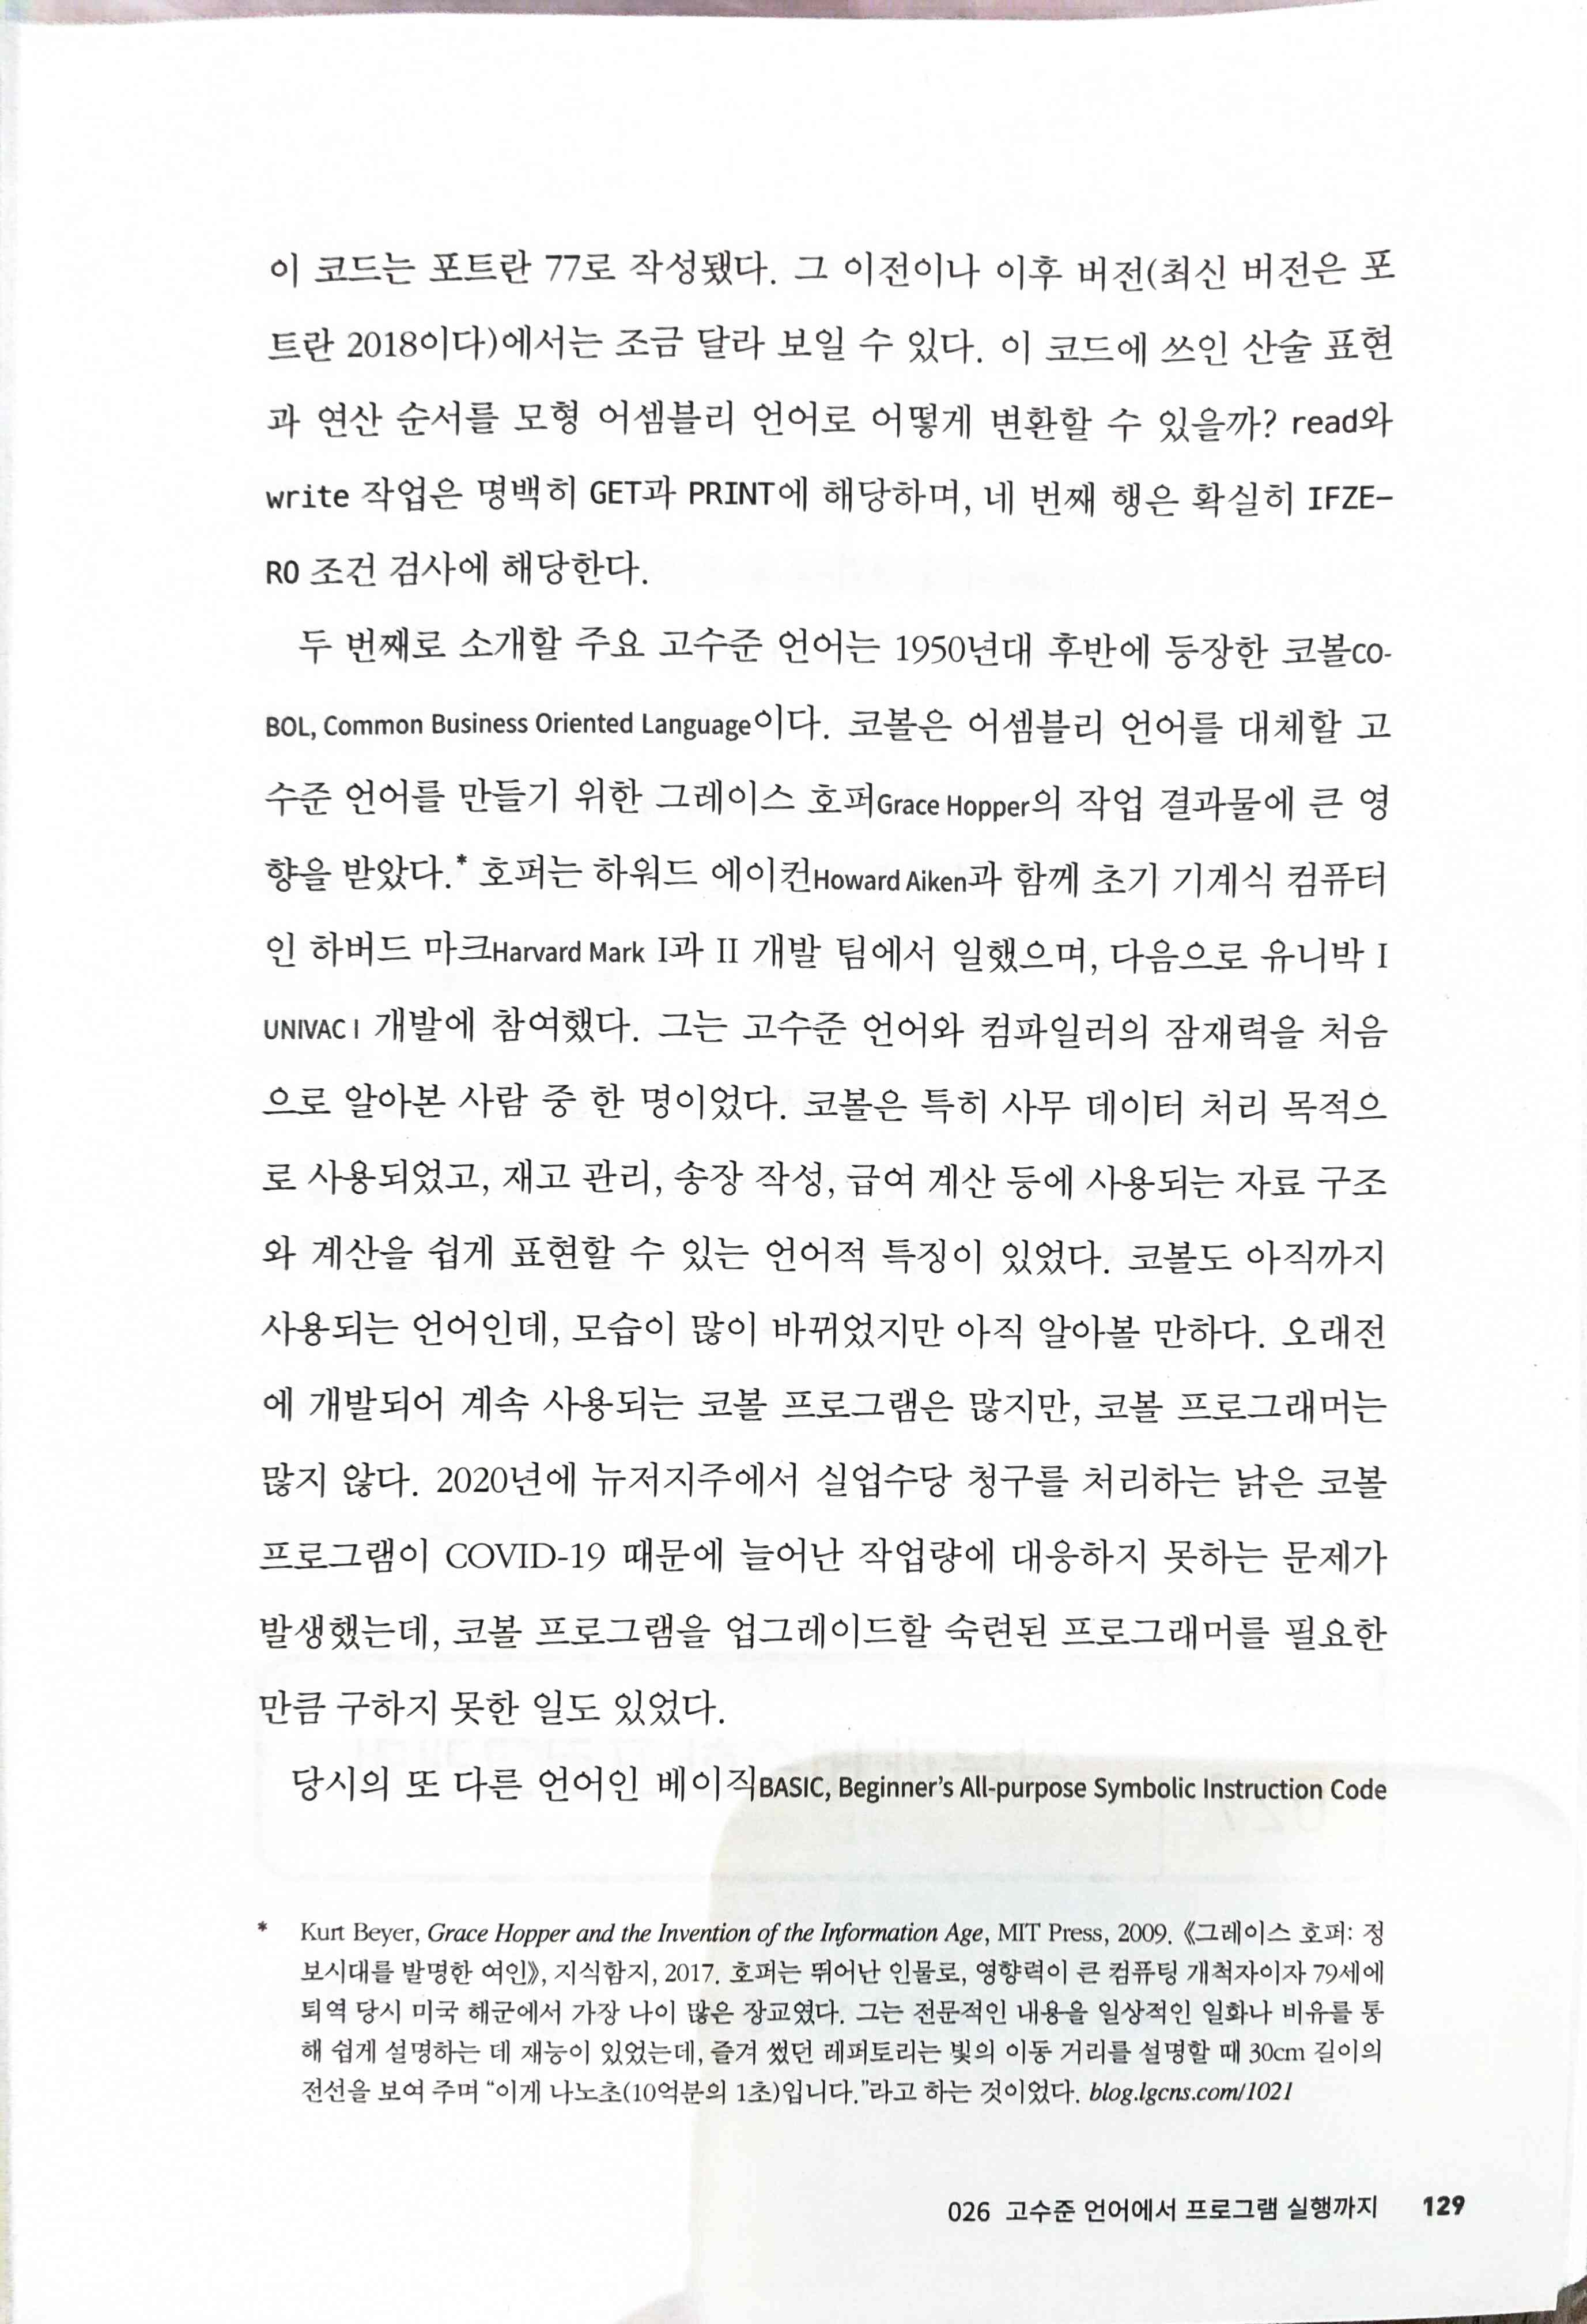 이 코드는 포트란 77로 작성됐다. 그 이전이나 이후 버전(최신 버전은 포
트란 2018이다)에서는 조금 달라 보일 수 있다. 이 코드에 쓰인 산술 표현
과 연산 순서를 모형 어셈블리 언어로 어떻게 변환할 수 있을까? read와
write 작업은 명백히 GET과 PRINT에 해당하며, 네 번째 행은 확실히 IFZE-
RO 조건 검사에 해당한다.
두 번째로 소개할 주요 고수준 언어는 1950년대 후반에 등장한 코볼CO-
BOL, Common Business Oriented Language이다. 코볼은 어셈블리 언어를 대체할 고
수준 언어를 만들기 위한 그레이스 호퍼Grace Hopper의 작업 결과물에 큰 영
향을 받았다.* 호퍼는 하워드 에이컨Howard Aiken과 함께 초기 기계식 컴퓨터
인 하버드 마크Harvard Mark I과 II 개발 팀에서 일했으며, 다음으로 유니박 I
UNIVAC I 개발에 참여했다. 그는 고수준 언어와 컴파일러의 잠재력을 처음
으로 알아본 사람 중 한 명이었다. 코볼은 특히 사무 데이터 처리 목적으
로 사용되었고, 재고 관리, 송장 작성, 급여 계산 등에 사용되는 자료 구조
와 계산을 쉽게 표현할 수 있는 언어적 특징이 있었다. 코볼도 아직까지
사용되는 언어인데, 모습이 많이 바뀌었지만 아직 알아볼 만하다. 오래전
에 개발되어 계속 사용되는 코볼 프로그램은 많지만, 코볼 프로그래머는
많지 않다. 2020년에 뉴저지주에서 실업수당 청구를 처리하는 낡은 코볼
프로그램이 COVID-19 때문에 늘어난 작업량에 대응하지 못하는 문제가
발생했는데, 코볼 프로그램을 업그레이드할 숙련된 프로그래머를 필요한
만큼 구하지 못한 일도 있었다.
당시의 또 다른 언어인 베이직BASIC, Beginner’s All-purpose Symbolic Instruction Code
* Kurt Beyer, Grace Hopper and the Invention of the Information Age, MIT Press, 2009. 《그레이스 호퍼: 정
보시대를 발명한 여인》, 지식함지, 2017. 호퍼는 뛰어난 인물로, 영향력이 큰 컴퓨팅 개척자이자 79세에
퇴역 당시 미국 해군에서 가장 나이 많은 장교였다. 그는 전문적인 내용을 일상적인 일화나 비유를 통
해 쉽게 설명하는 데 재능이 있었는데, 즐겨 썼던 레퍼토리는 빛의 이동 거리를 설명할 때 30cm 길이의
전선을 보여 주며 “이게 나노초(10억분의 1초)입니다.”라고 하는 것이었다. blog.lgcns.com/1021
026 고수준 언어에서 프로그램 실행까지 129